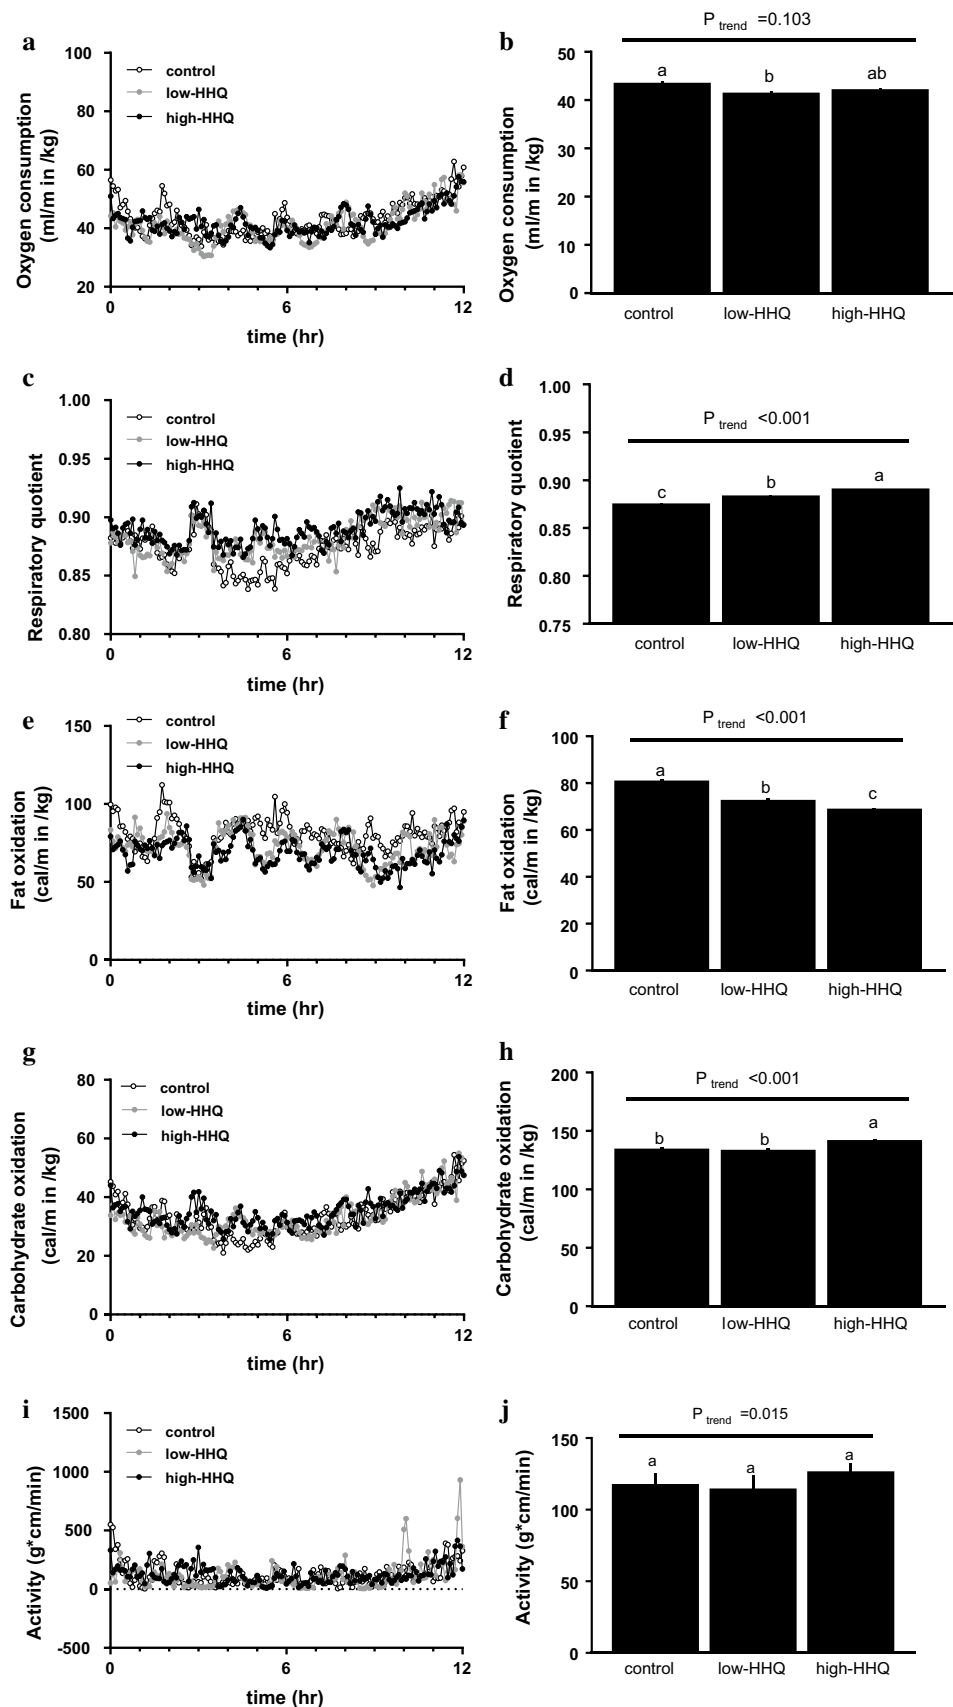 a
100
80
60
40
20
0
6
12
control
low-HHQ
high-HHQ
Oxygen consumption
(ml/m in /kg)
time (hr)
b
P trend =0.103
50
40
30
20
10
0
a
b
ab
control
low-HHQ
high-HHQ
Oxygen consumption
(ml/m in /kg)
c
1.00
0.95
0.90
0.85
0.80
0
6
12
control
low-HHQ
high-HHQ
Respiratory quotient
time (hr)
d
1.00
0.95
0.90
0.85
0.80
0.75
P trend <0.001
c
b
a
control
low-HHQ
high-HHQ
Respiratory quotient
e
150
100
50
0
0
6
12
control
low-HHQ
high-HHQ
Fat oxidation
(cal/m in /kg)
time (hr)
f
P trend <0.001
100
80
60
40
20
0
a
b
c
control
low-HHQ
high-HHQ
Fat oxidation
(cal/m in /kg)
g
80
60
40
20
0
0
6
12
control
low-HHQ
high-HHQ
Carbohydrate oxidation
(cal/m in /kg)
time (hr)
h
200
150
100
50
0
P trend <0.001
b
b
a
control
low-HHQ
high-HHQ
Carbohydrate oxidation
(cal/m in /kg)
i
1500
1000
500
0
-500
0
6
12
control
low-HHQ
high-HHQ
Activity (g*cm/min)
time (hr)
j
P trend =0.015
150
100
50
0
a
a
a
control
low-HHQ
high-HHQ
Activity (g*cm/min)